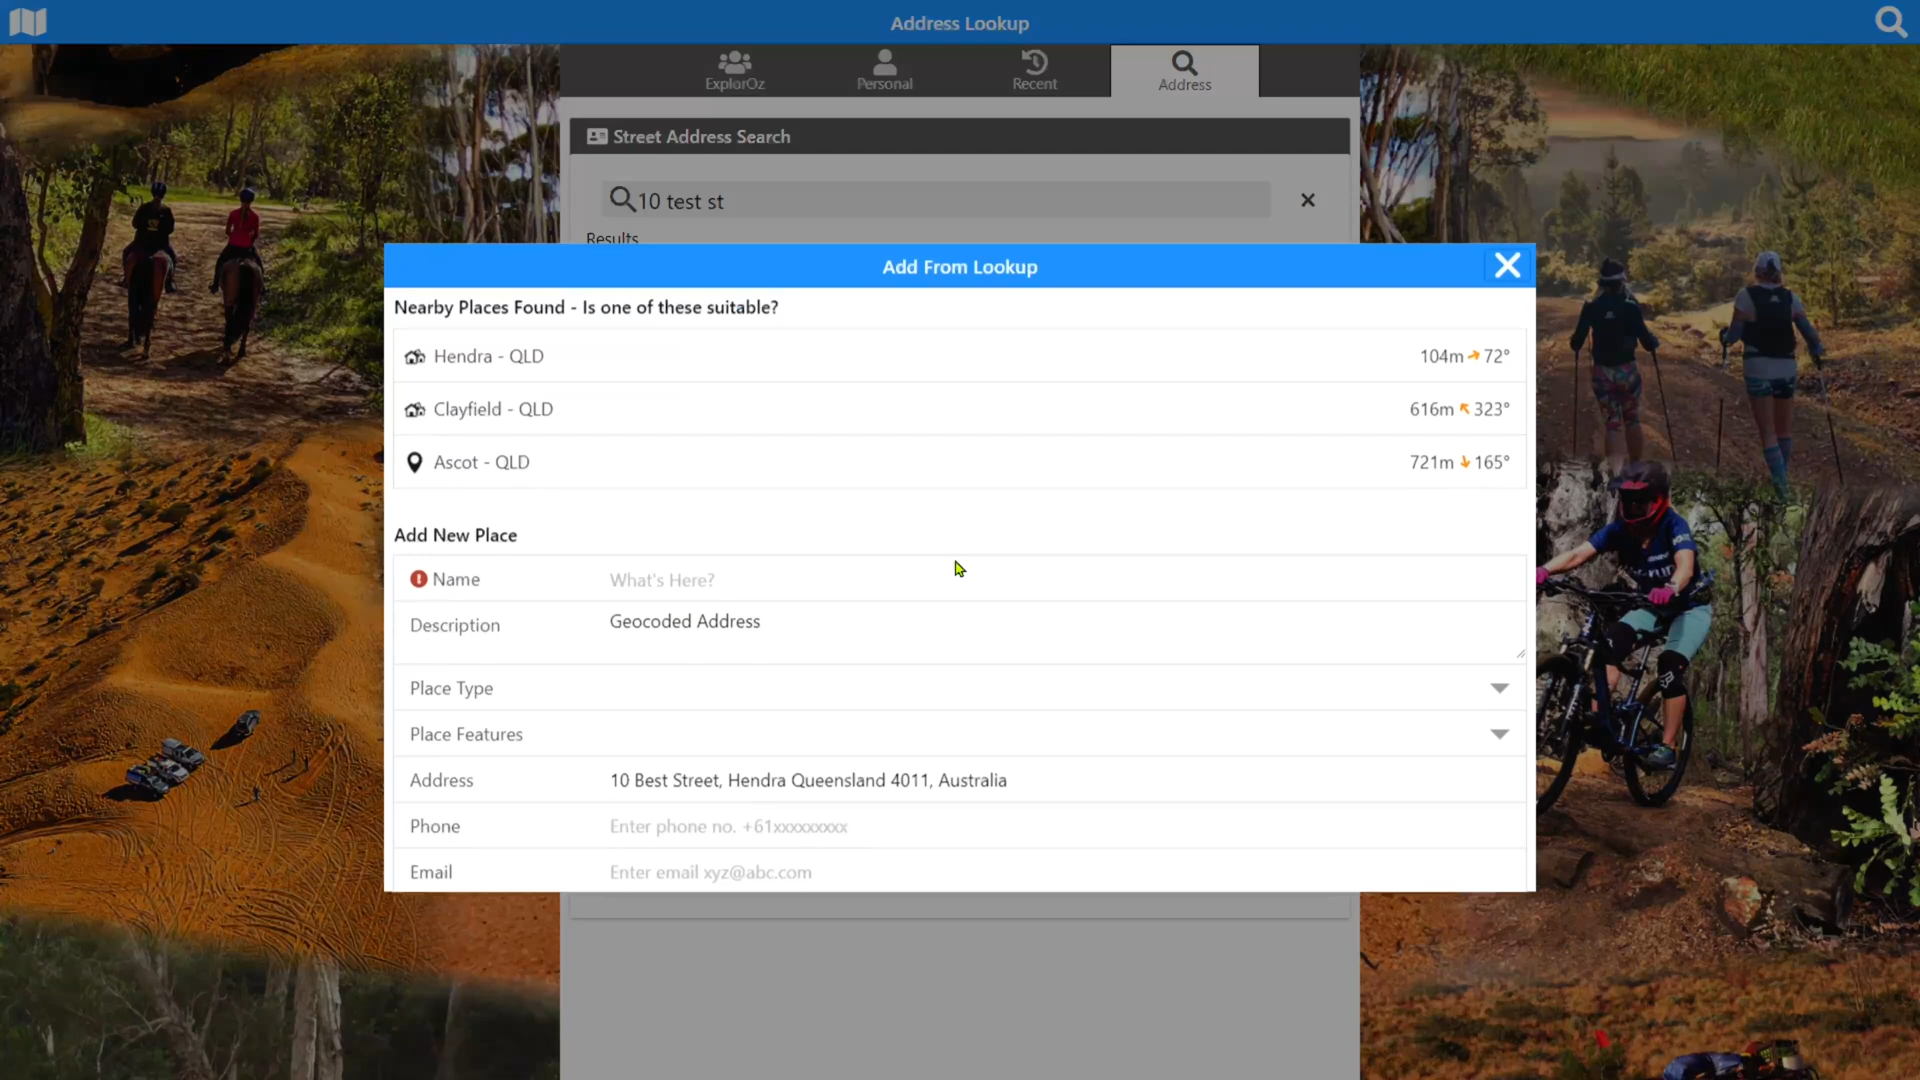 Address Lookup
ExplorOz
Personal
Recent
Address
Street Address Search
10 test st
Results
Add From Lookup
Nearby Places Found - Is one of these suitable?
Hendra - QLD
104m 72°
Clayfield - QLD
616m 323°
Ascot - QLD
721m 165°
Add New Place
Name What's Here?
Description Geocoded Address
Place Type
Place Features
Address 10 Best Street, Hendra Queensland 4011, Australia
Phone Enter phone no. +61xxxxxxxxx
Email Enter email xyz@abc.com